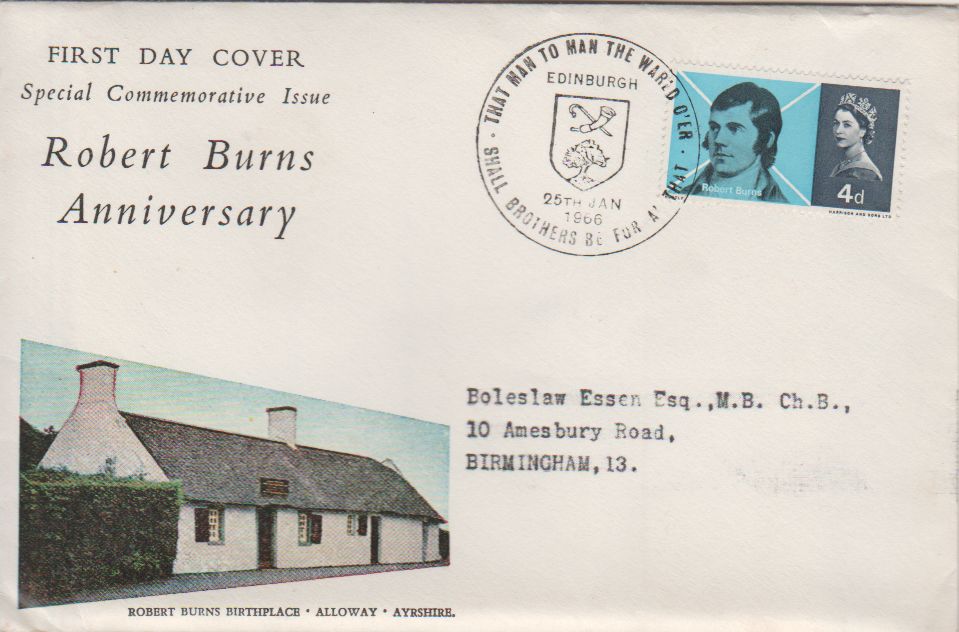 FIRST DAY COVER
Special Commemorative Issue
Robert Burns
Anniversary
· THAT MAN TO MAN THE WARLD O'ER ·
SHALL BROTHERS BE FOR A' THAT
EDINBURGH
25TH JAN
1966
Robert Burns
4d
HARRISON AND SONS LTD
Boleslaw Essen Esq.,M.B. Ch.B.,
10 Amesbury Road,
BIRMINGHAM,13.
ROBERT BURNS BIRTHPLACE · ALLOWAY · AYRSHIRE.